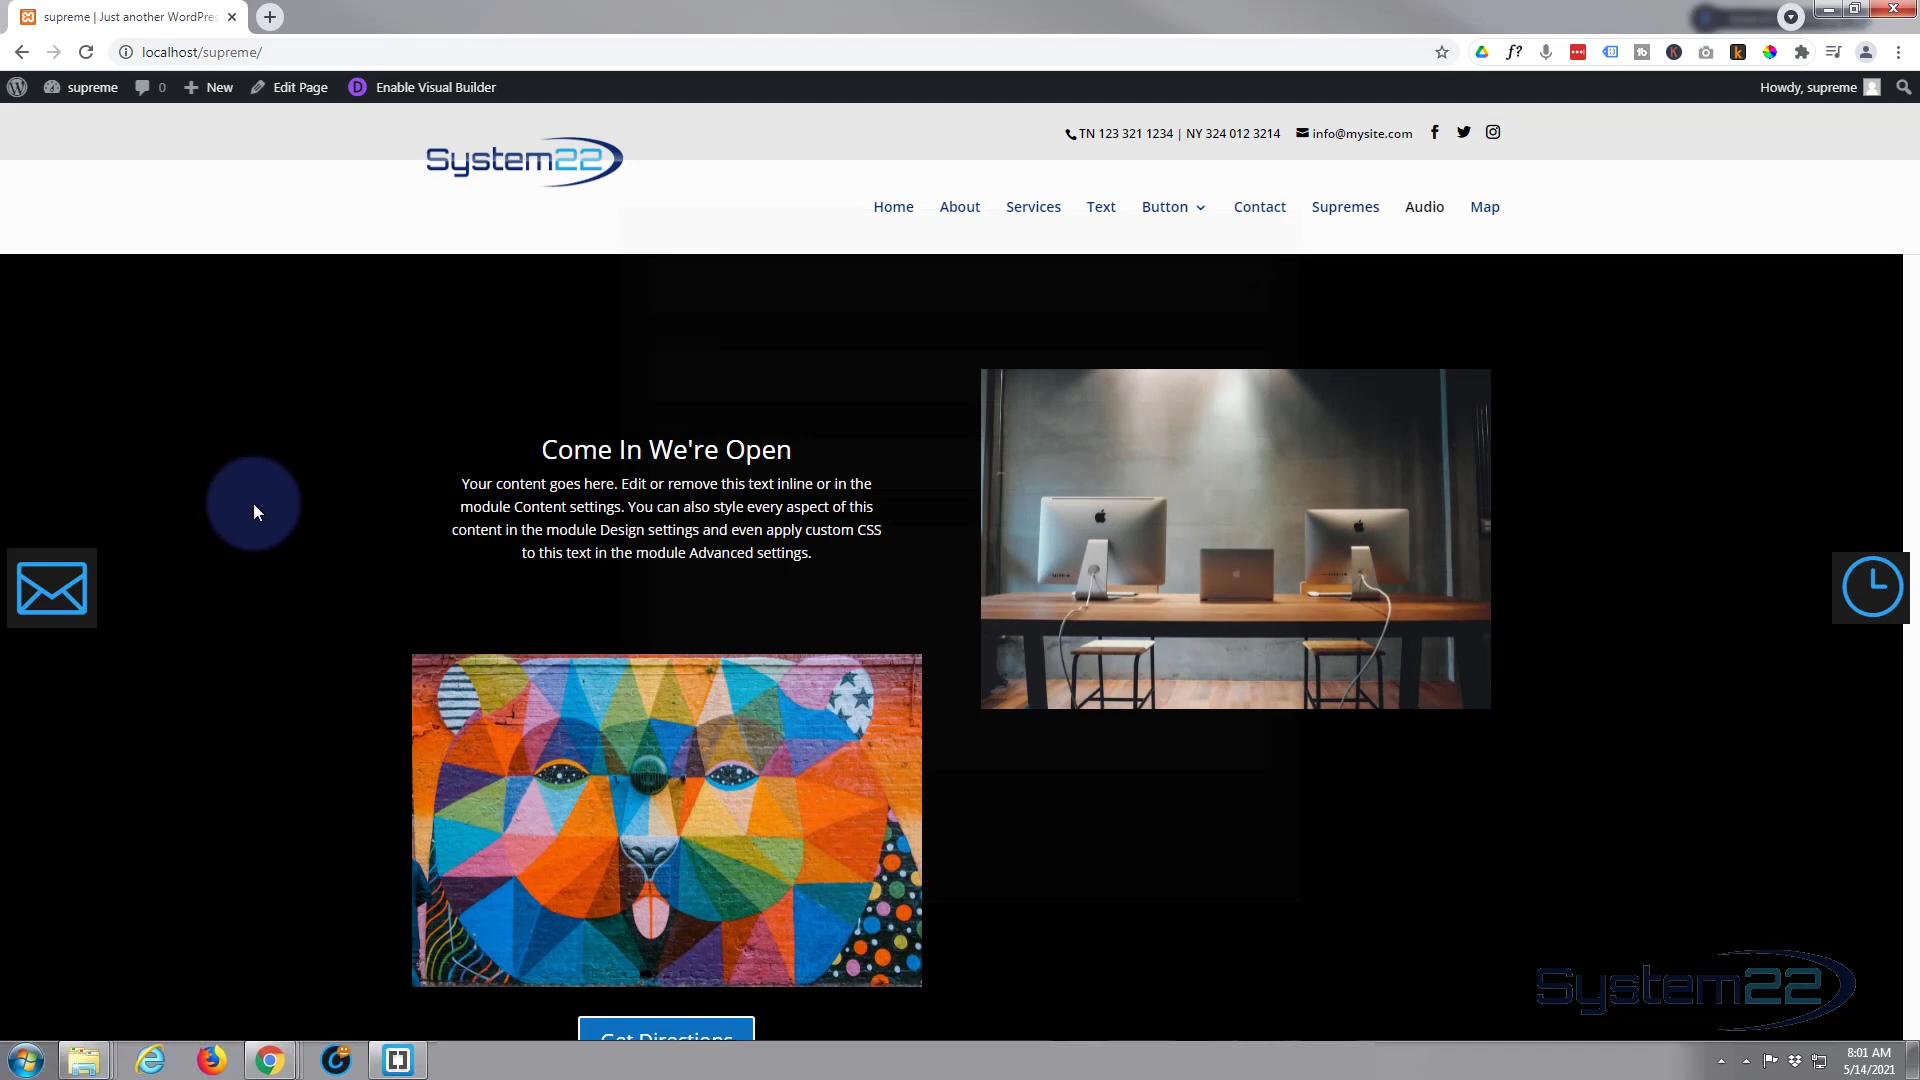 supreme | Just another WordPres
localhost/supreme/
supreme
0
New
Edit Page
Enable Visual Builder
Howdy, supreme
TN 123 321 1234 | NY 324 012 3214
info@mysite.com
System22
Home
About
Services
Text
Button
Contact
Supremes
Audio
Map
Come In We're Open
Your content goes here. Edit or remove this text inline or in the
module Content settings. You can also style every aspect of this
content in the module Design settings and even apply custom CSS
to this text in the module Advanced settings.
Get Directions
System22
8:01 AM
5/14/2021